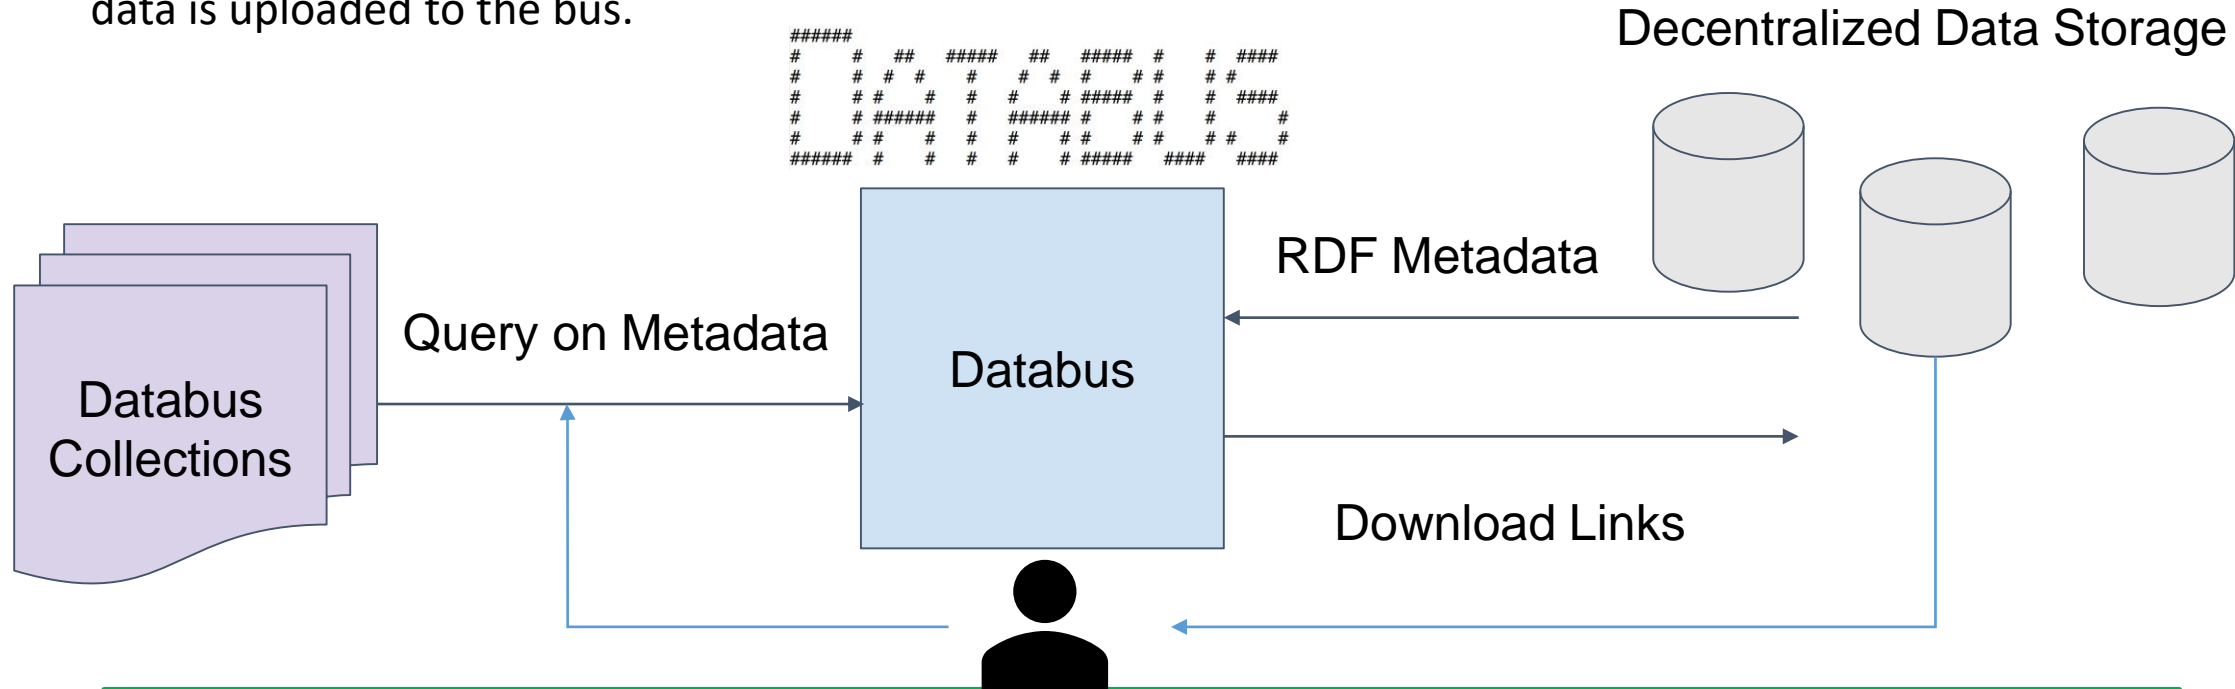 data is uploaded to the bus.
Decentralized Data Storage
DATABUS
RDF Metadata
Query on Metadata
Databus
Databus
Collections
Download Links